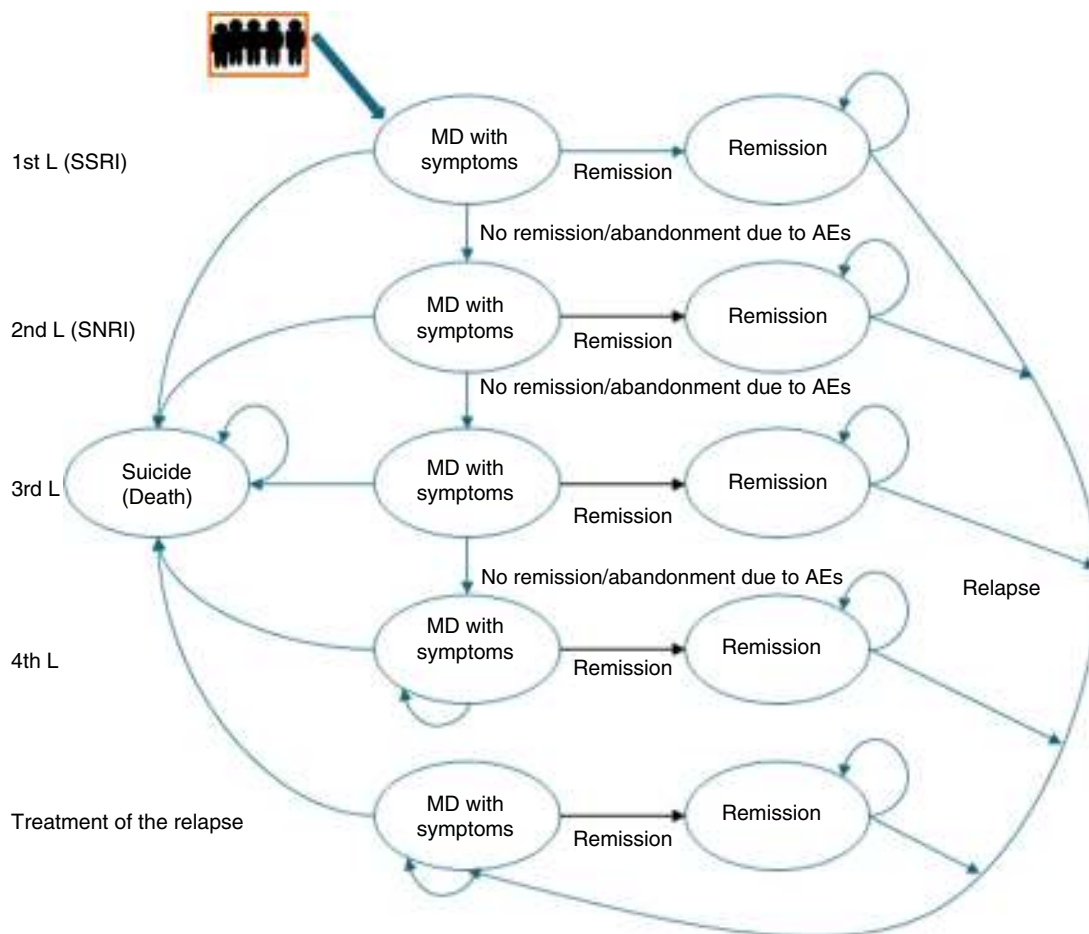 1st L (SSRI)
MD with
symptoms
Remission
Remission
No remission/abandonment due to AEs
2nd L (SNRI)
MD with
symptoms
Remission
Remission
No remission/abandonment due to AEs
Suicide
(Death)
3rd L
MD with
symptoms
Remission
Remission
No remission/abandonment due to AEs
Relapse
4th L
MD with
symptoms
Remission
Remission
Treatment of the relapse
MD with
symptoms
Remission
Remission